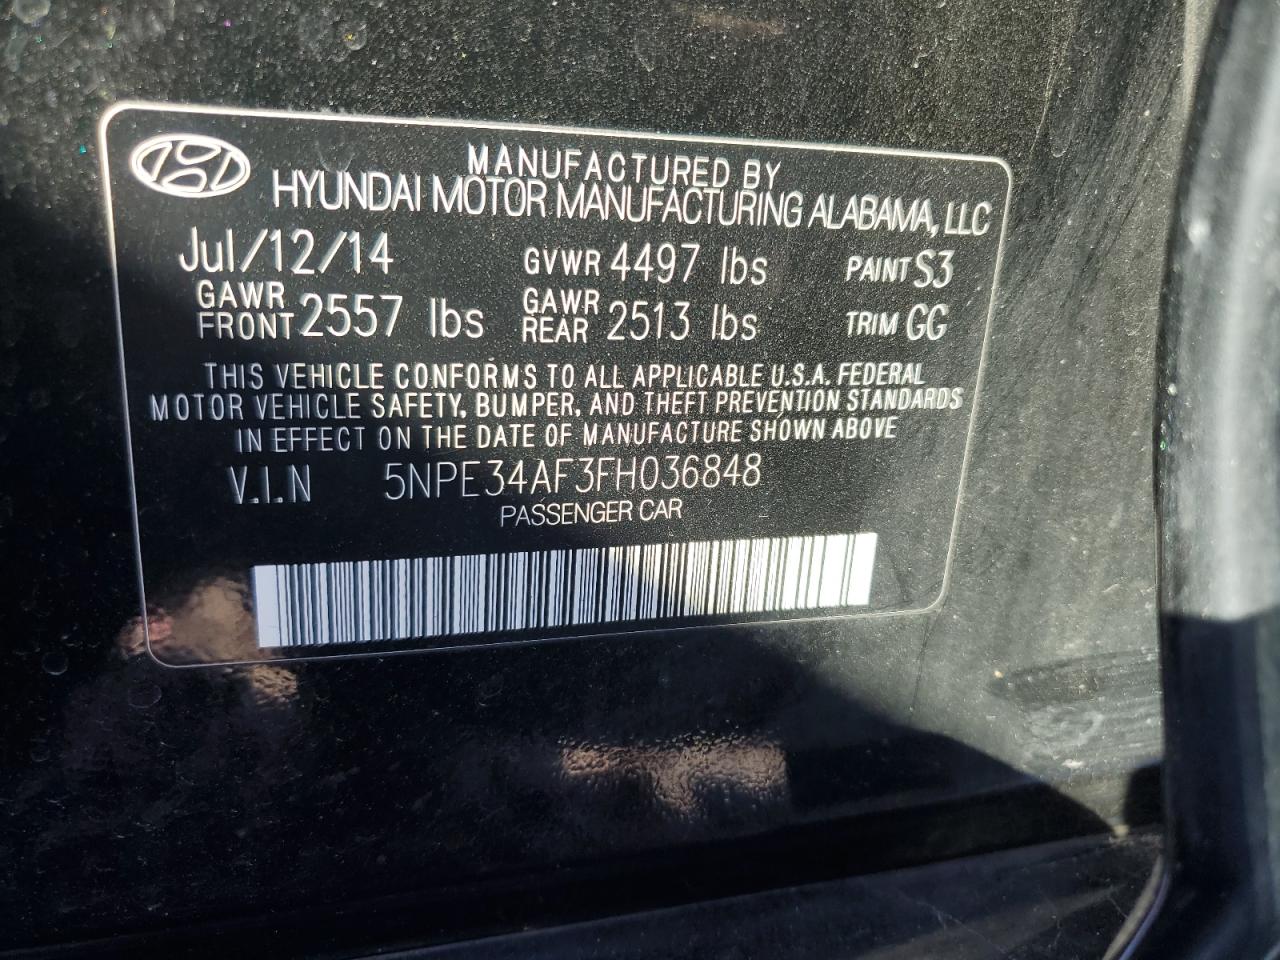 MANUFACTURED BY
HYUNDAI MOTOR MANUFACTURING ALABAMA, LLC
Jul/12/14 GVWR 4497 lbs PAINT S3
GAWR FRONT 2557 lbs GAWR REAR 2513 lbs TRIM GG
THIS VEHICLE CONFORMS TO ALL APPLICABLE U.S.A. FEDERAL
MOTOR VEHICLE SAFETY, BUMPER, AND THEFT PREVENTION STANDARDS
IN EFFECT ON THE DATE OF MANUFACTURE SHOWN ABOVE
V.I.N 5NPE34AF3FH036848
PASSENGER CAR